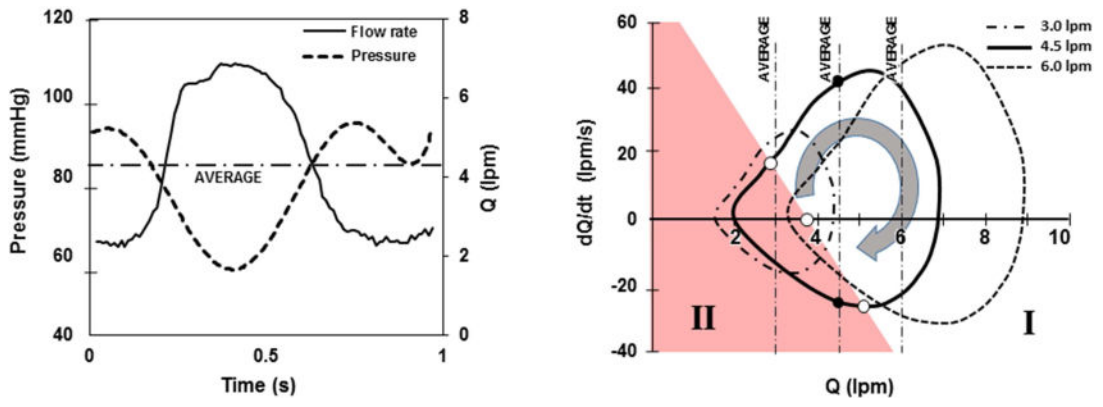 120
100
80
60
40
Pressure (mmHg)
Flow rate
Pressure
AVERAGE
8
6
4
2
0
Q (lpm)
0
0.5
1
Time (s)
60
40
20
0
-20
-40
dQ/dt (lpm/s)
AVERAGE
AVERAGE
AVERAGE
3.0 lpm
4.5 lpm
6.0 lpm
2
4
6
8
10
II
I
Q (lpm)